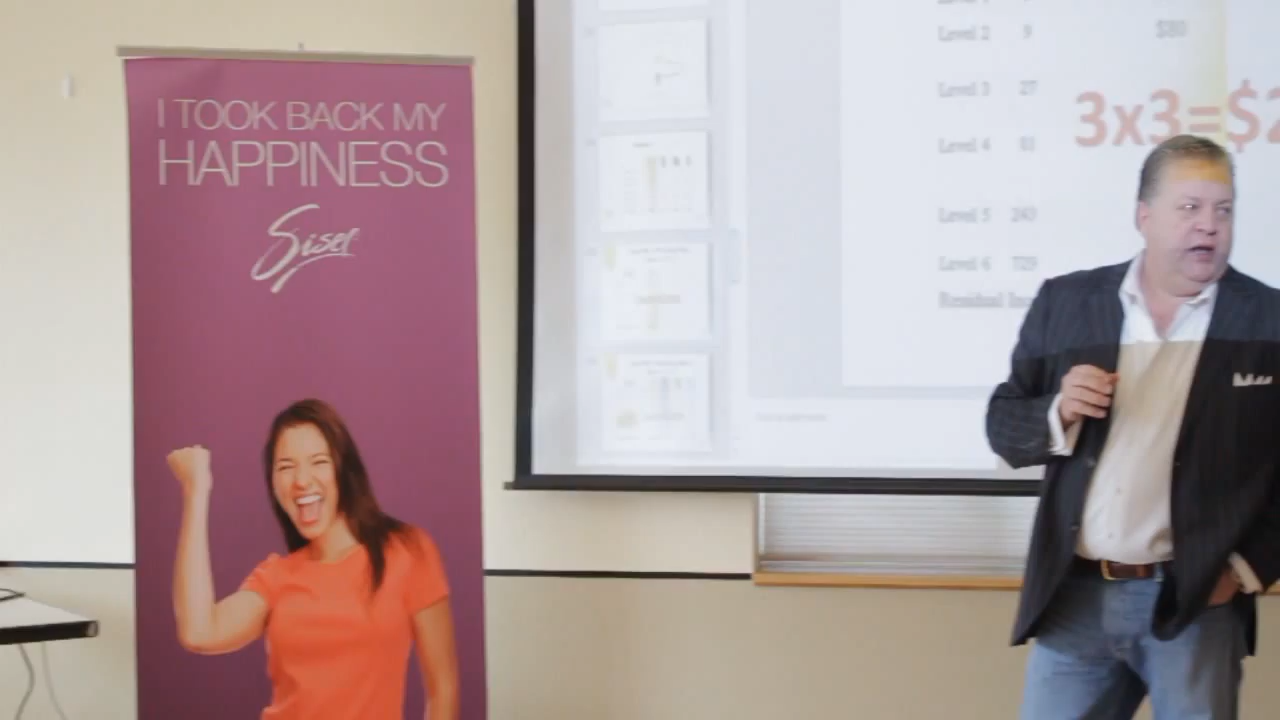 I TOOK BACK MY
HAPPINESS
Sisel
Level 2 9 $80
Level 3 27
3x3=$2
Level 4 81
Level 5 243
Level 6 729
Residual